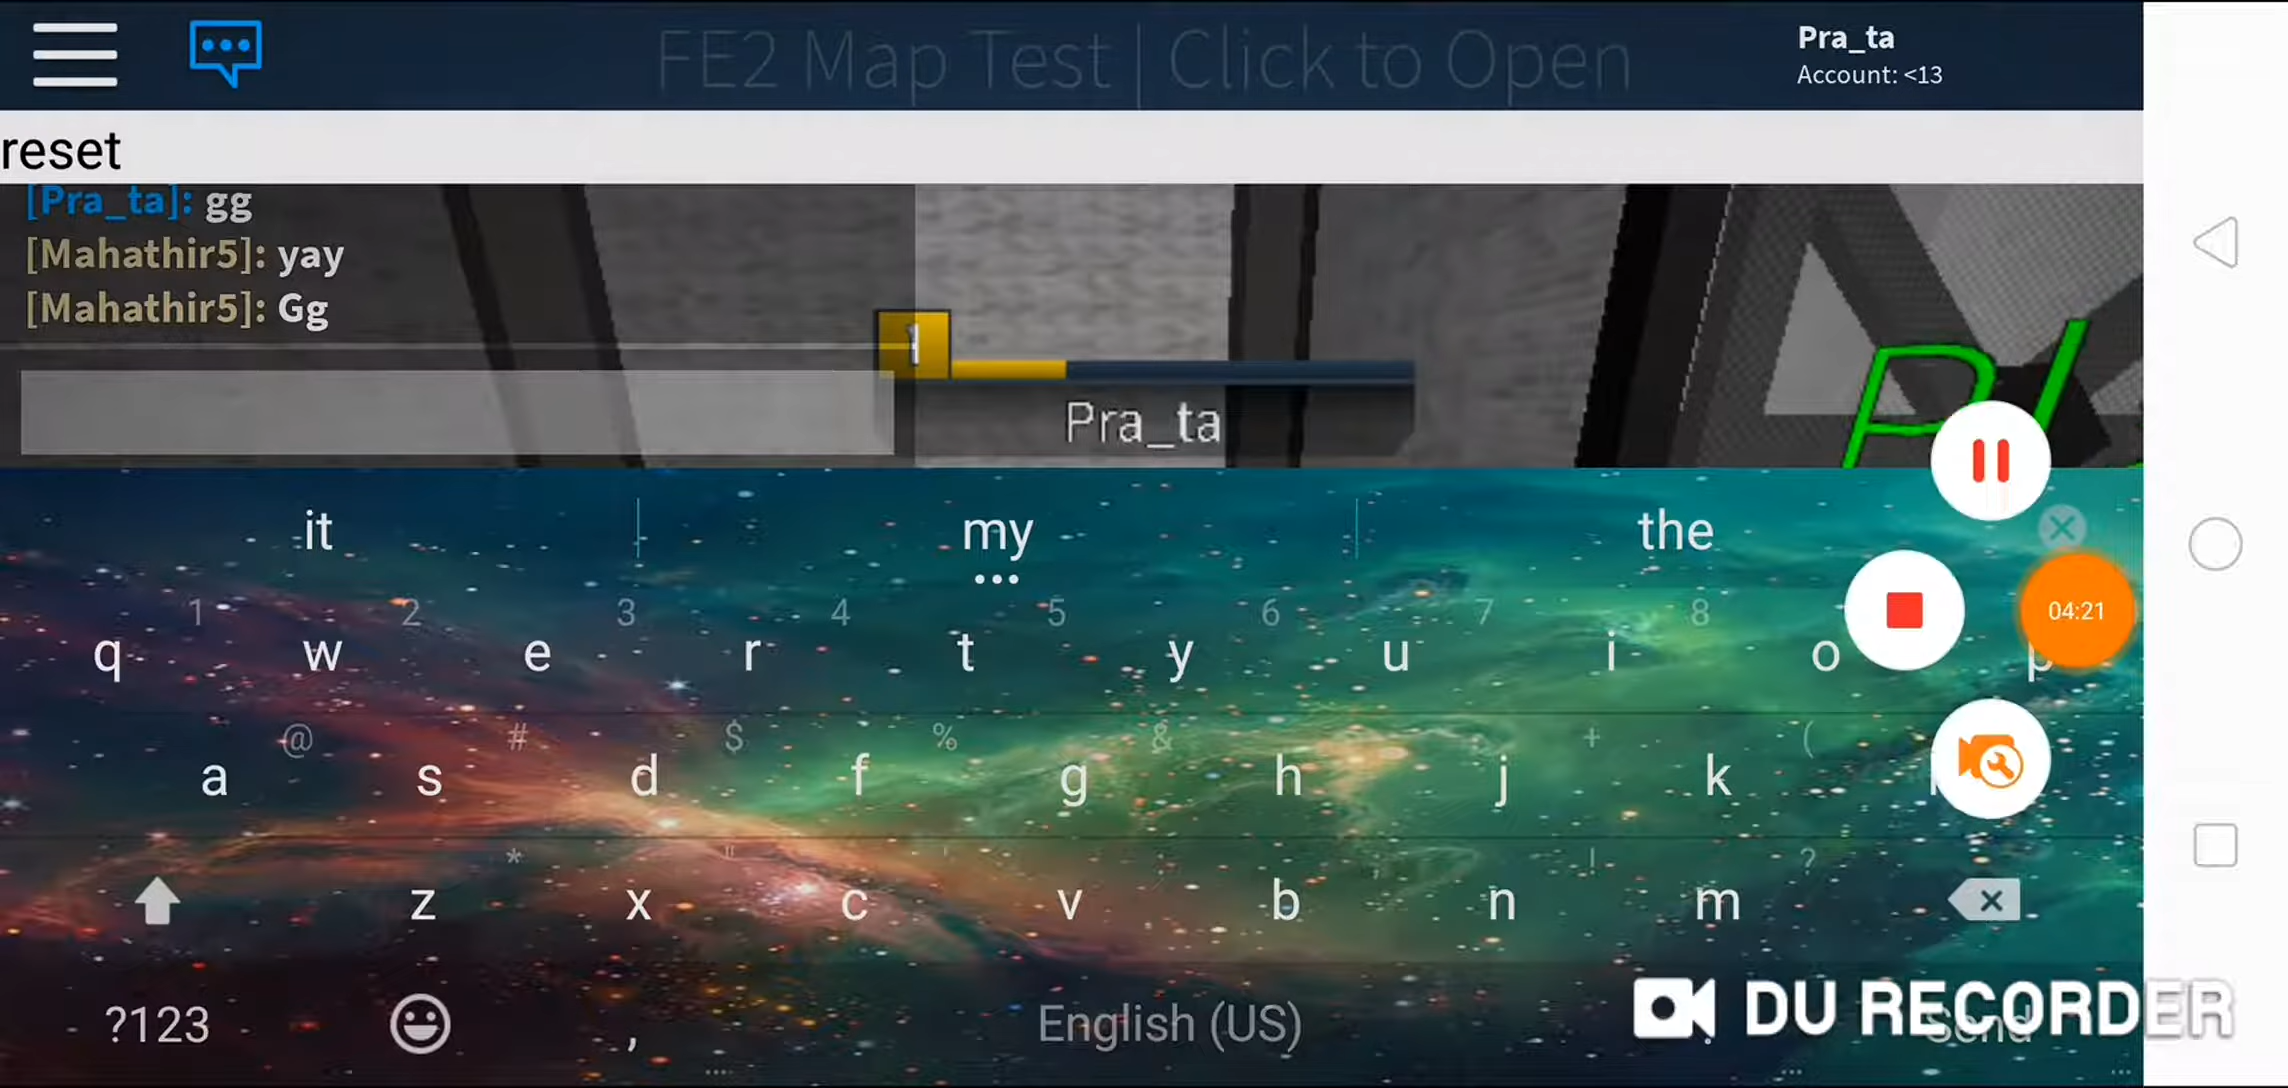 FE2 Map Test | Click to Open
Pra_ta
Account: <13
reset
[Pra_ta]: gg
[Mahathir5]: yay
[Mahathir5]: Gg
1
Pra_ta
it my the
1 2 3 4 5 6 7 8
q w e r t y u i o p
04:21
@ # $ % & + (
a s d f g h j k
* " ' ! ?
z x c v b n m
?123 , English (US) . Send
DU RECORDER